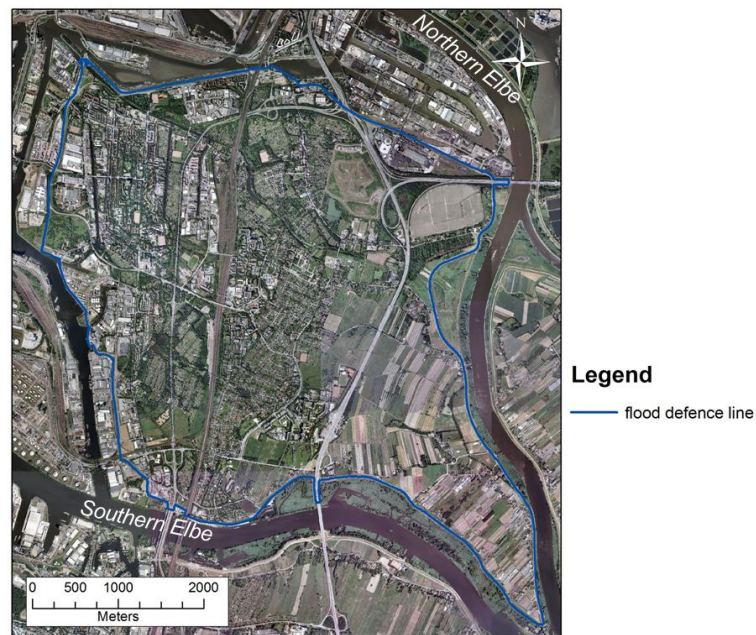 Northern Elbe
N
Southern Elbe
0 500 1000 2000
Meters
Legend
flood defence line